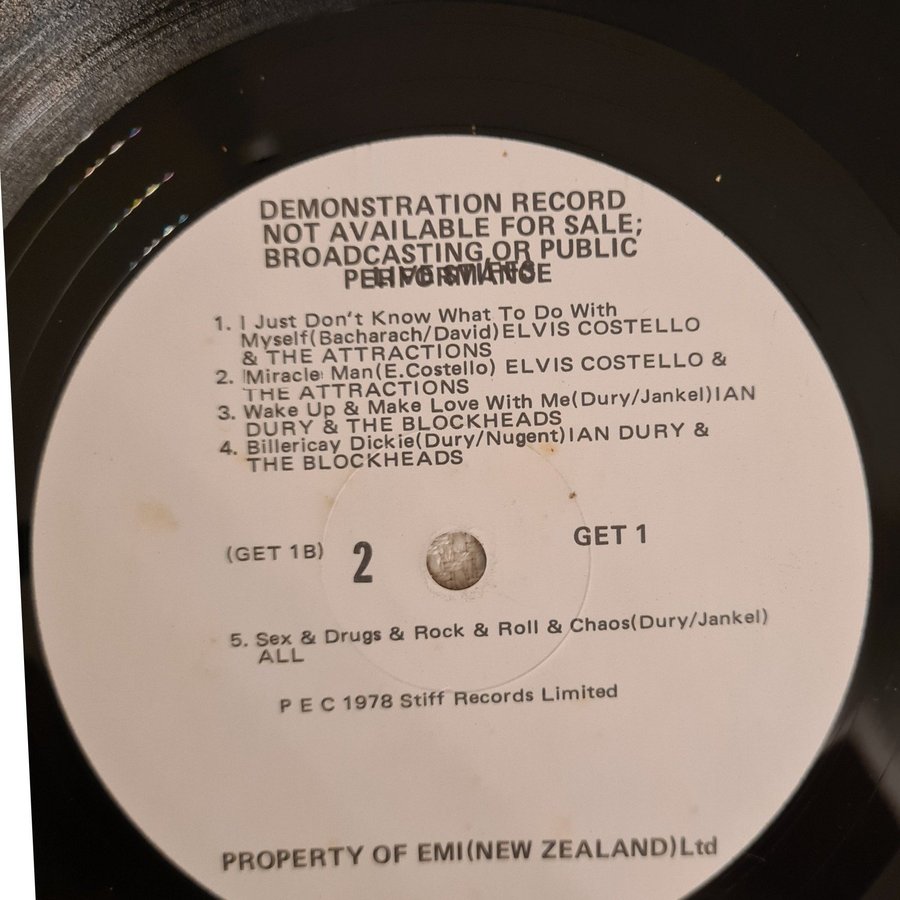 DEMONSTRATION RECORD
NOT AVAILABLE FOR SALE;
BROADCASTING OR PUBLIC
PERFORMANCE
LIVE STIFFS
1. I Just Don't Know What To Do With
Myself(Bacharach/David)ELVIS COSTELLO
& THE ATTRACTIONS
2. Miracle Man(E.Costello) ELVIS COSTELLO &
THE ATTRACTIONS
3. Wake Up & Make Love With Me(Dury/Jankel)IAN
DURY & THE BLOCKHEADS
4. Billericay Dickie(Dury/Nugent)IAN DURY &
THE BLOCKHEADS
(GET 1B) 2 GET 1
5. Sex & Drugs & Rock & Roll & Chaos(Dury/Jankel)
ALL
P E C 1978 Stiff Records Limited
PROPERTY OF EMI(NEW ZEALAND)Ltd